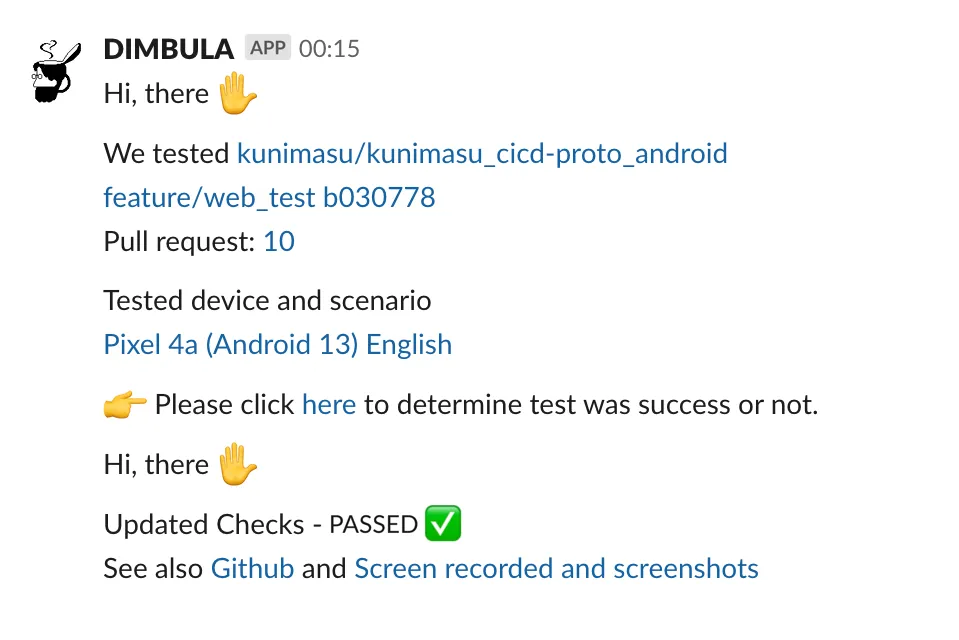 DIMBULA APP 00:15
Hi, there ✋
We tested kunimasu/kunimasu_cicd-proto_android
feature/web_test b030778
Pull request: 10
Tested device and scenario
Pixel 4a (Android 13) English
👉 Please click here to determine test was success or not.
Hi, there ✋
Updated Checks - PASSED ✅
See also Github and Screen recorded and screenshots